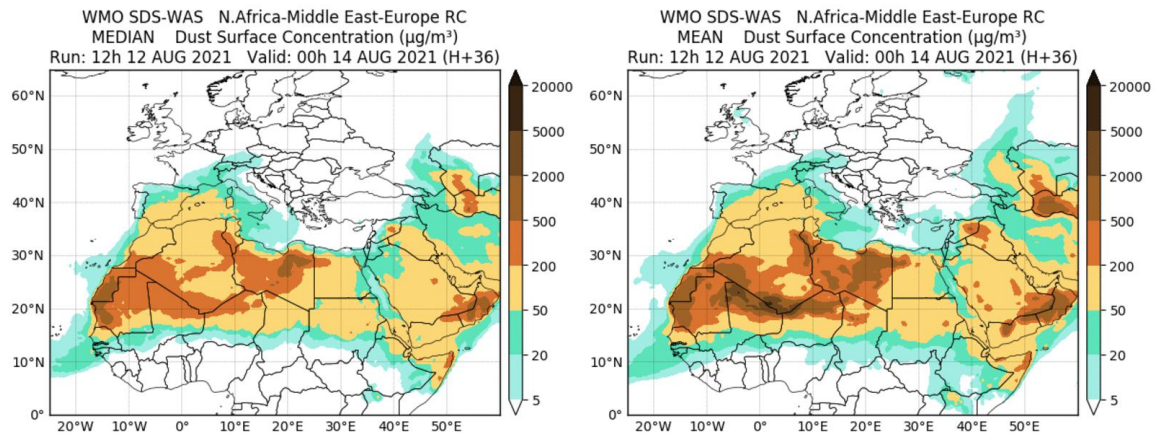 WMO SDS-WAS N.Africa-Middle East-Europe RC
MEDIAN Dust Surface Concentration (µg/m³)
Run: 12h 12 AUG 2021 Valid: 00h 14 AUG 2021 (H+36)
60°N
50°N
40°N
30°N
20°N
10°N
0°
20°W
10°W
0°
10°E
20°E
30°E
40°E
50°E
20000
5000
2000
500
200
50
20
5
WMO SDS-WAS N.Africa-Middle East-Europe RC
MEAN Dust Surface Concentration (µg/m³)
Run: 12h 12 AUG 2021 Valid: 00h 14 AUG 2021 (H+36)
60°N
50°N
40°N
30°N
20°N
10°N
0°
20°W
10°W
0°
10°E
20°E
30°E
40°E
50°E
20000
5000
2000
500
200
50
20
5